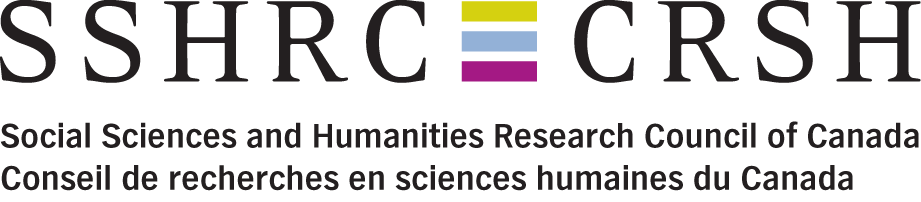 SSHRC CRSH
Social Sciences and Humanities Research Council of Canada
Conseil de recherches en sciences humaines du Canada